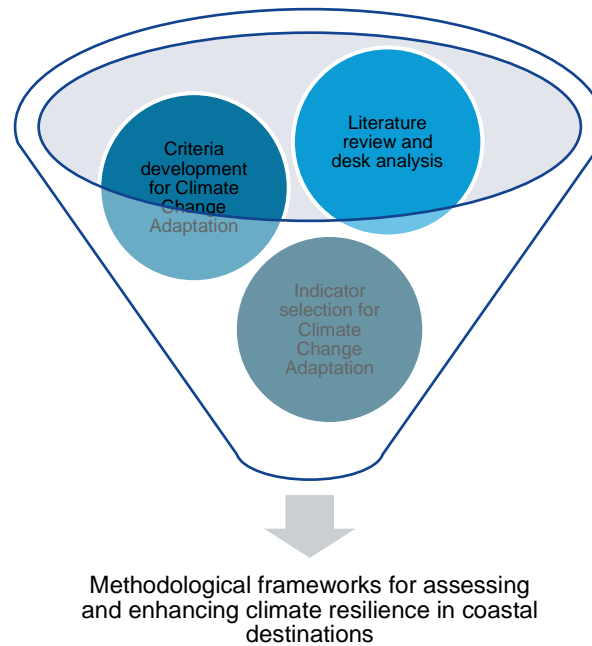 Literature
review and
desk analysis
Criteria
development
for Climate
Change
Adaptation
Indicator
selection for
Climate
Change
Adaptation
Methodological frameworks for assessing
and enhancing climate resilience in coastal
destinations